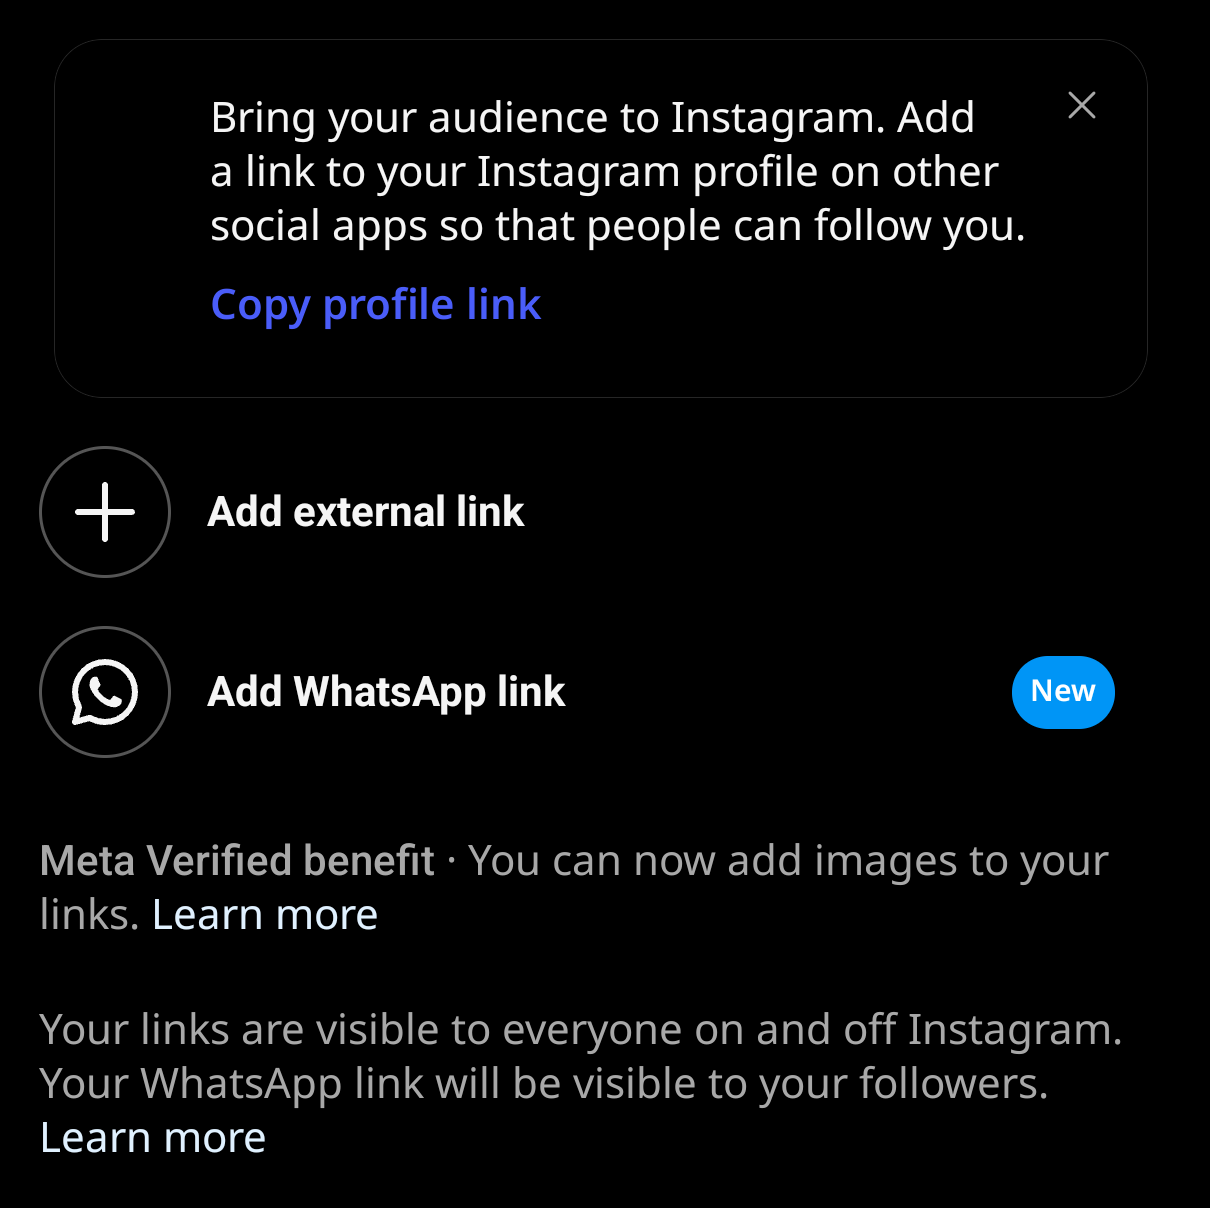 Bring your audience to Instagram. Add
a link to your Instagram profile on other
social apps so that people can follow you.
Copy profile link
Add external link
Add WhatsApp link
New
Meta Verified benefit · You can now add images to your
links. Learn more
Your links are visible to everyone on and off Instagram.
Your WhatsApp link will be visible to your followers.
Learn more